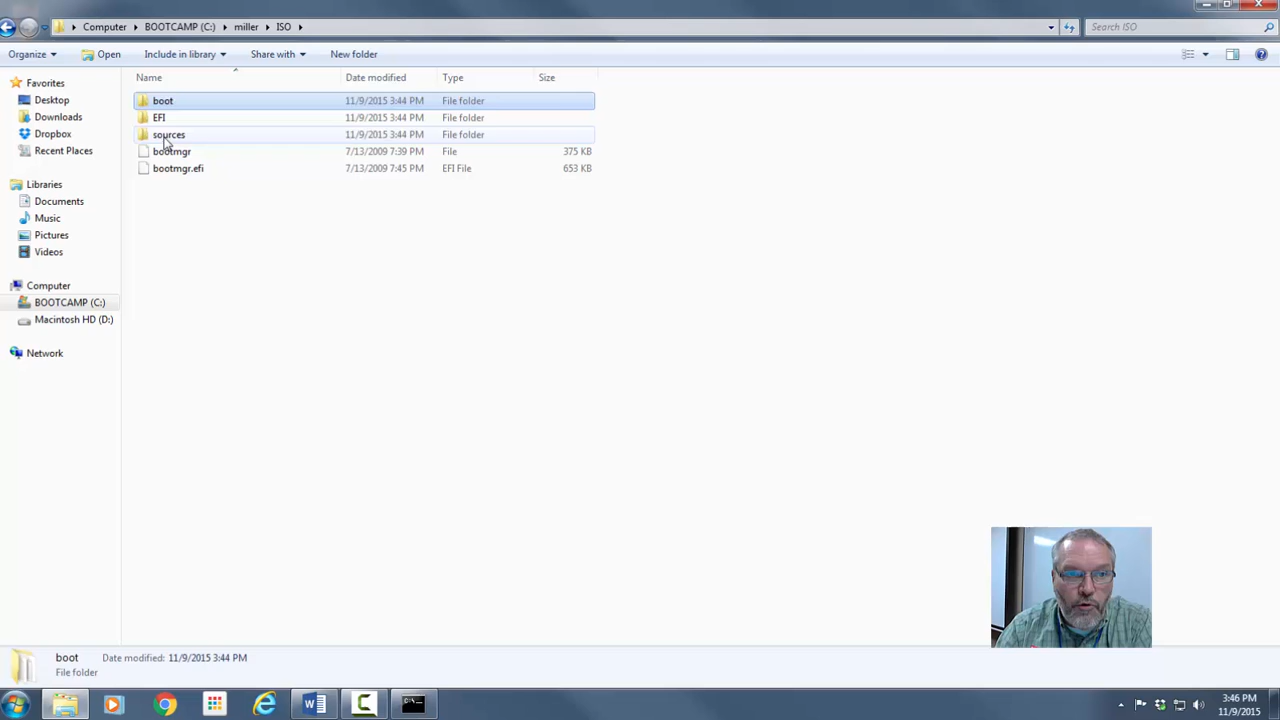 Computer BOOTCAMP (C:) miller ISO Search ISO
Organize Open Include in library Share with New folder
Name Date modified Type Size
Favorites
Desktop
Downloads
Dropbox
Recent Places
Libraries
Documents
Music
Pictures
Videos
Computer
BOOTCAMP (C:)
Macintosh HD (D:)
Network
boot 11/9/2015 3:44 PM File folder
EFI 11/9/2015 3:44 PM File folder
sources 11/9/2015 3:44 PM File folder
bootmgr 7/13/2009 7:39 PM File 375 KB
bootmgr.efi 7/13/2009 7:45 PM EFI File 653 KB
boot Date modified: 11/9/2015 3:44 PM
File folder
C:\
3:46 PM
11/9/2015